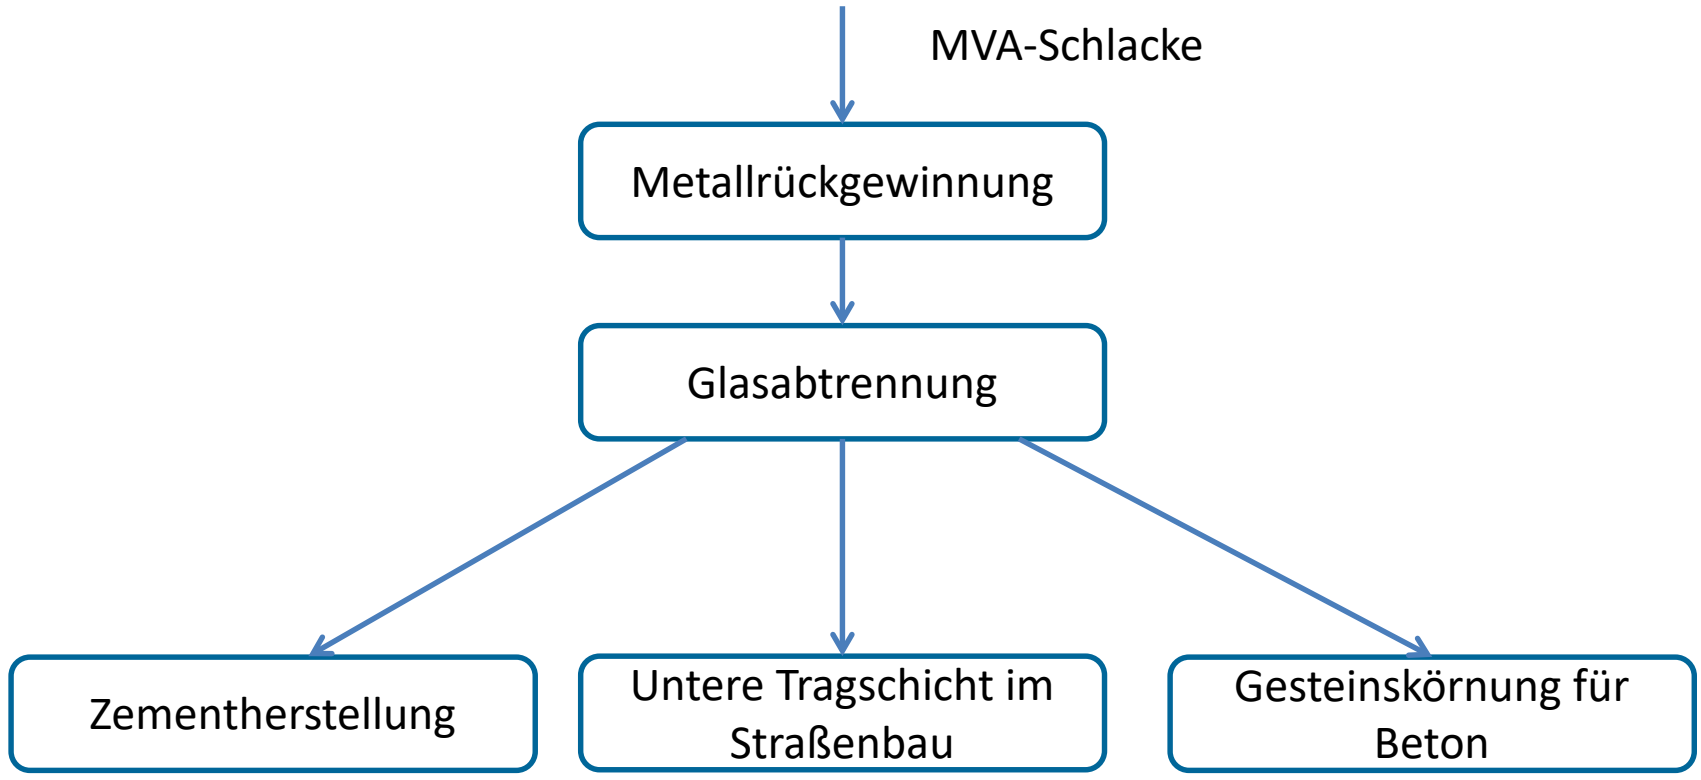 MVA-Schlacke
Metallrückgewinnung
Glasabtrennung
Zementherstellung
Untere Tragschicht im
Straßenbau
Gesteinskörnung für
Beton